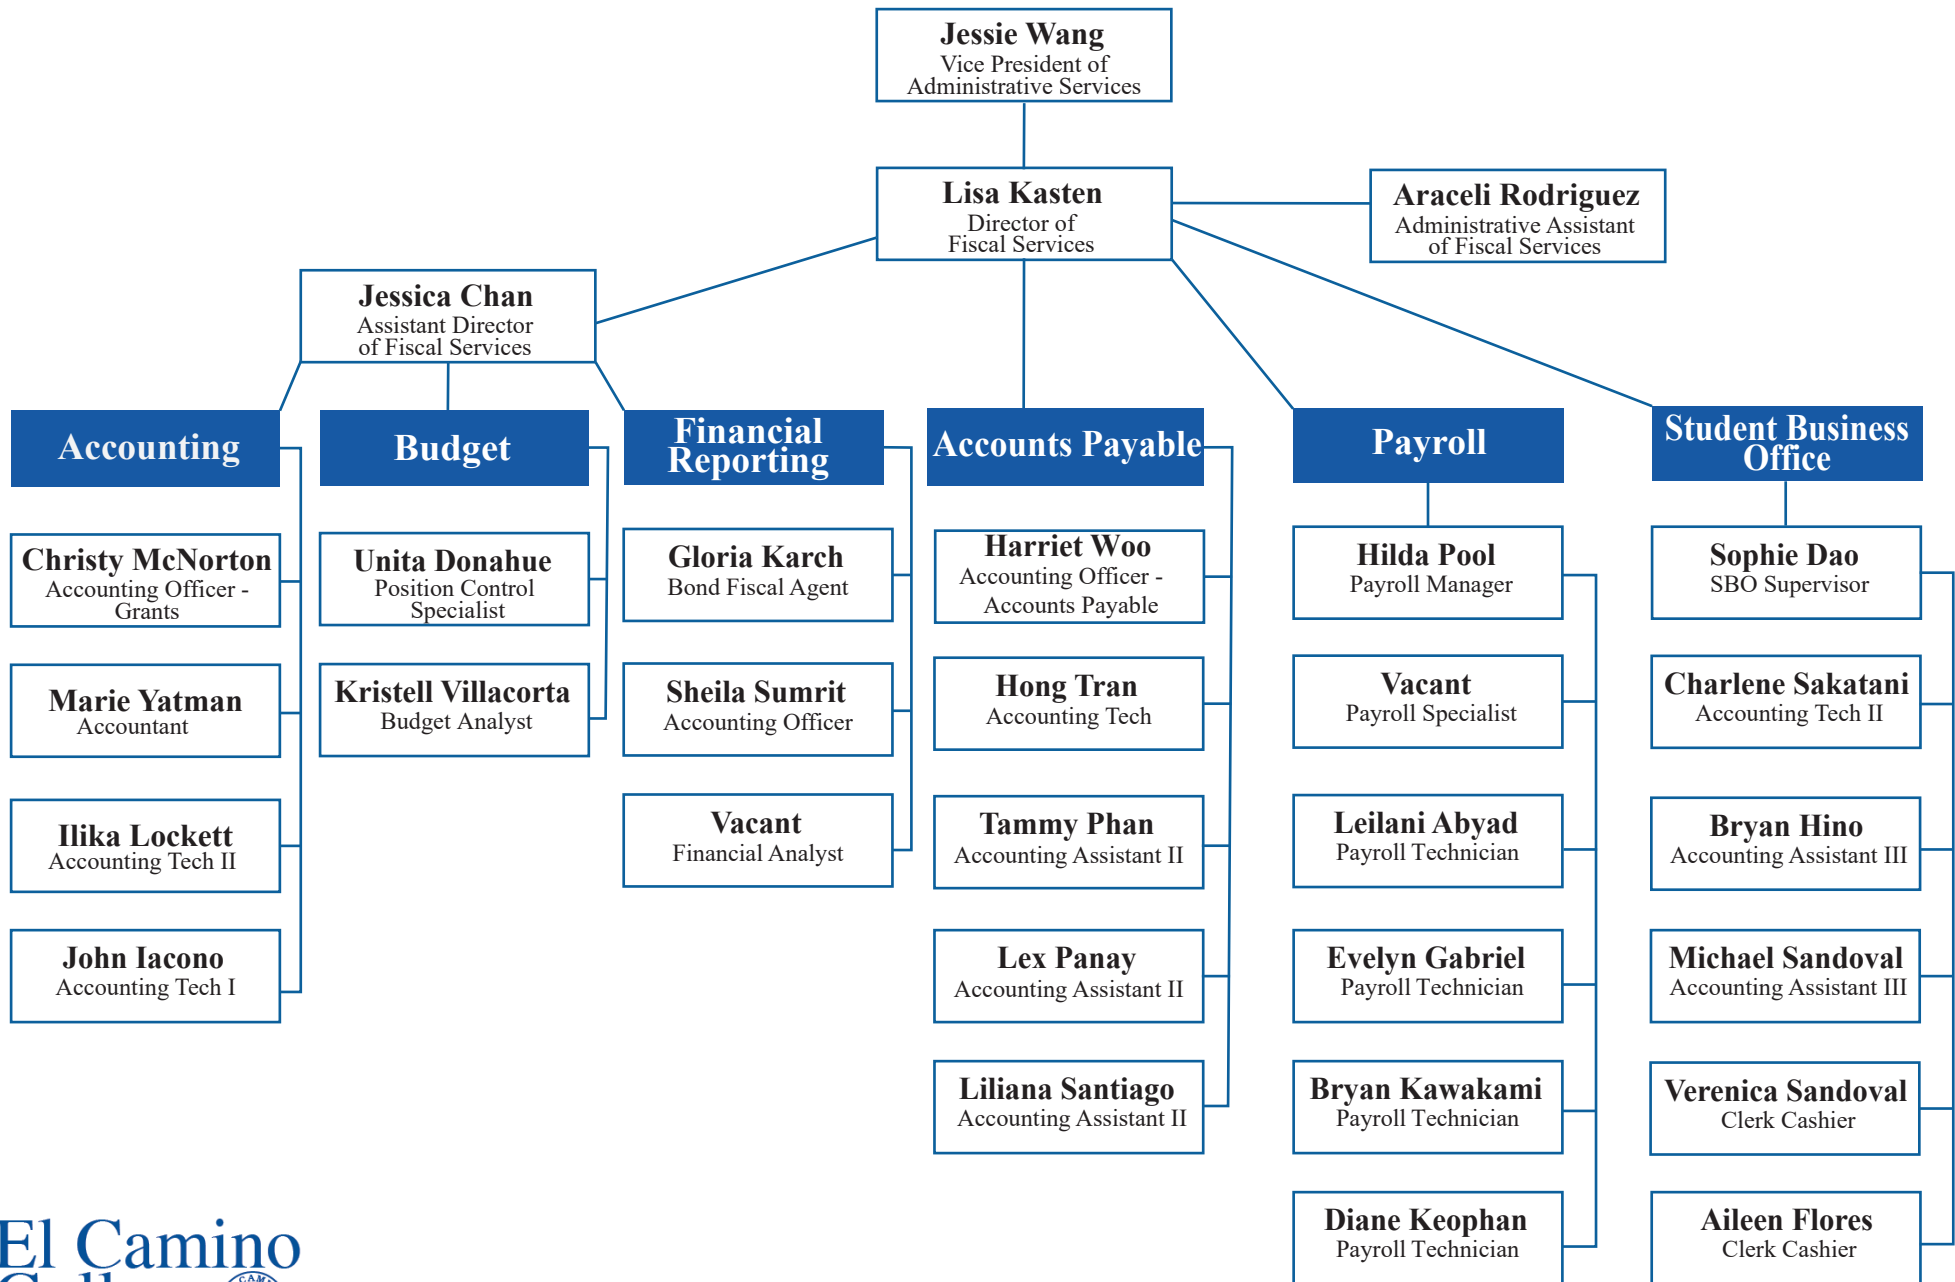 Jessie Wang
Vice President of
Administrative Services
Lisa Kasten
Director of
Fiscal Services
Araceli Rodriguez
Administrative Assistant
of Fiscal Services
Jessica Chan
Assistant Director
of Fiscal Services
Accounting
Christy McNorton
Accounting Officer -
Grants
Marie Yatman
Accountant
Ilika Lockett
Accounting Tech II
John Iacono
Accounting Tech I
Budget
Unita Donahue
Position Control
Specialist
Kristell Villacorta
Budget Analyst
Financial
Reporting
Gloria Karch
Bond Fiscal Agent
Sheila Sumrit
Accounting Officer
Vacant
Financial Analyst
Accounts Payable
Harriet Woo
Accounting Officer -
Accounts Payable
Hong Tran
Accounting Tech
Tammy Phan
Accounting Assistant II
Lex Panay
Accounting Assistant II
Liliana Santiago
Accounting Assistant II
Payroll
Hilda Pool
Payroll Manager
Vacant
Payroll Specialist
Leilani Abyad
Payroll Technician
Evelyn Gabriel
Payroll Technician
Bryan Kawakami
Payroll Technician
Diane Keophan
Payroll Technician
Student Business
Office
Sophie Dao
SBO Supervisor
Charlene Sakatani
Accounting Tech II
Bryan Hino
Accounting Assistant III
Michael Sandoval
Accounting Assistant III
Verenica Sandoval
Clerk Cashier
Aileen Flores
Clerk Cashier
El Camino